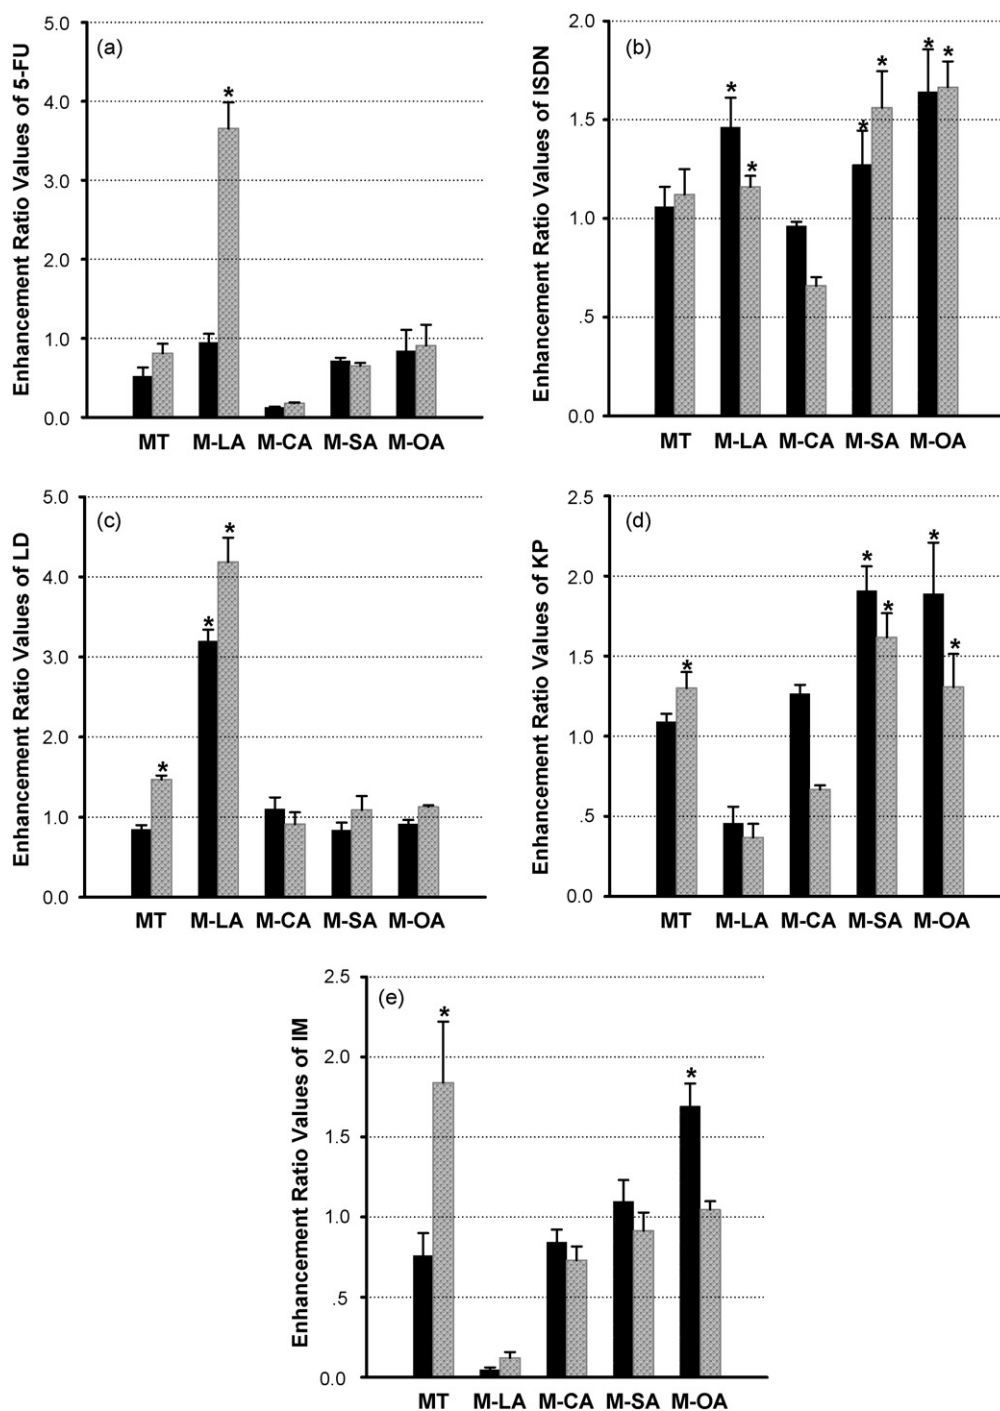 (a)
Enhancement Ratio Values of 5-FU
5.0
4.0
3.0
2.0
1.0
0.0
*
MT M-LA M-CA M-SA M-OA
(b)
Enhancement Ratio Values of ISDN
2.0
1.5
1.0
.5
0.0
* * * * * *
MT M-LA M-CA M-SA M-OA
(c)
Enhancement Ratio Values of LD
5.0
4.0
3.0
2.0
1.0
0.0
* * *
MT M-LA M-CA M-SA M-OA
(d)
Enhancement Ratio Values of KP
2.5
2.0
1.5
1.0
.5
0.0
* * * * *
MT M-LA M-CA M-SA M-OA
(e)
Enhancement Ratio Values of IM
2.5
2.0
1.5
1.0
.5
0.0
* *
MT M-LA M-CA M-SA M-OA